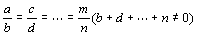 a/b = c/d = ⋯ = m/n (b + d + ⋯ + n ≠ 0)